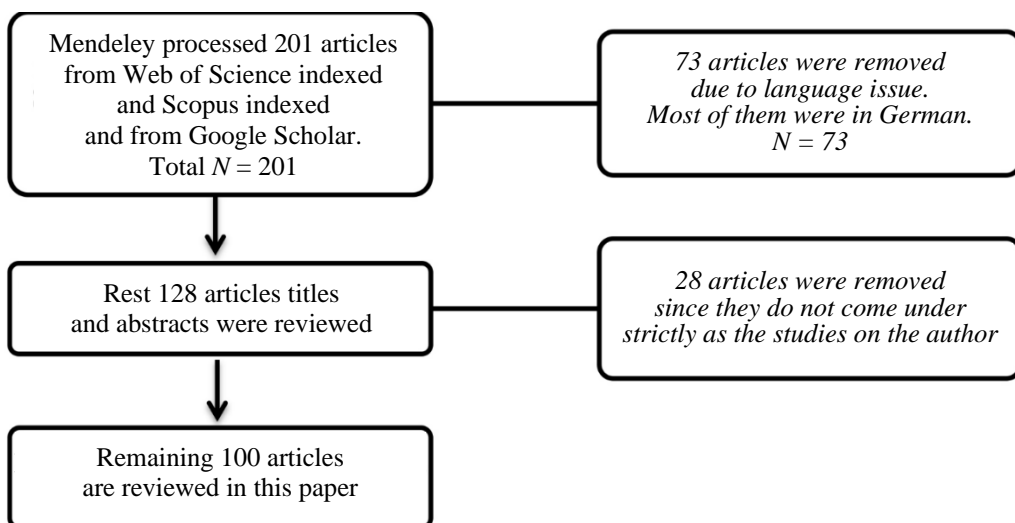 Mendeley processed 201 articles
from Web of Science indexed
and Scopus indexed
and from Google Scholar.
Total N = 201
73 articles were removed
due to language issue.
Most of them were in German.
N = 73
Rest 128 articles titles
and abstracts were reviewed
28 articles were removed
since they do not come under
strictly as the studies on the author
Remaining 100 articles
are reviewed in this paper